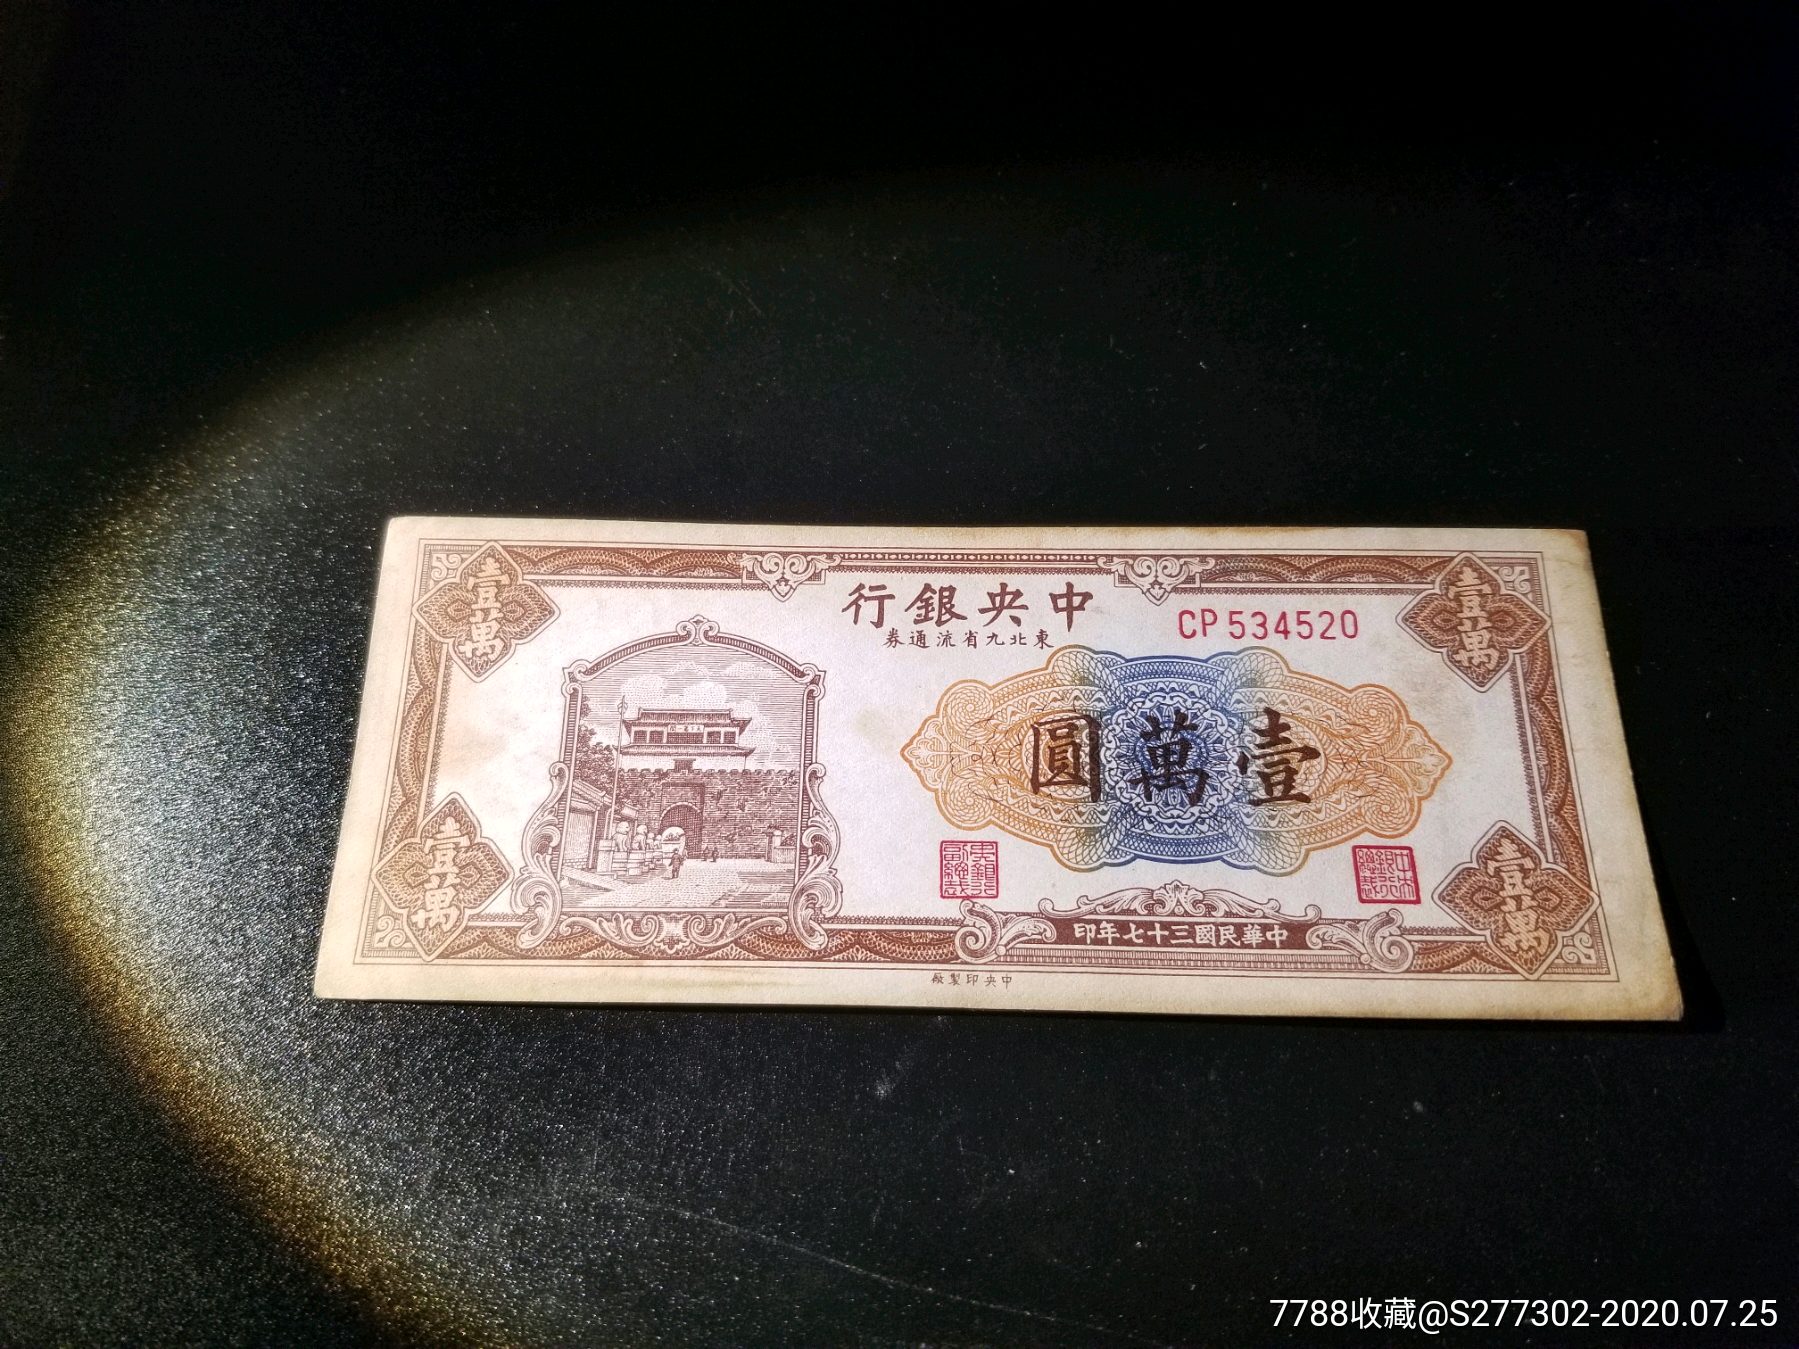 中央銀行
東北九省流通券
CP534520
壹萬
壹萬
壹萬圓
壹萬
壹萬
中華民國三十七年印
中央印製廠
7788收藏@S277302-2020.07.25